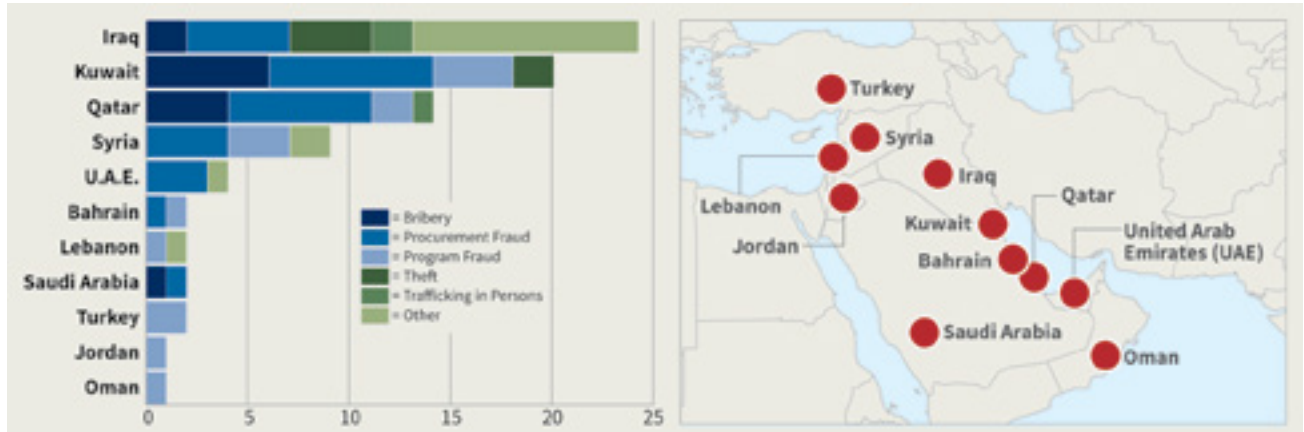 Iraq
Kuwait
Qatar
Syria
U.A.E.
Bahrain
Lebanon
Saudi Arabia
Turkey
Jordan
Oman
0 5 10 15 20 25
= Bribery
= Procurement Fraud
= Program Fraud
= Theft
= Trafficking in Persons
= Other
Turkey
Syria
Iraq
Lebanon
Qatar
Jordan
Kuwait
United Arab
Emirates (UAE)
Bahrain
Saudi Arabia
Oman